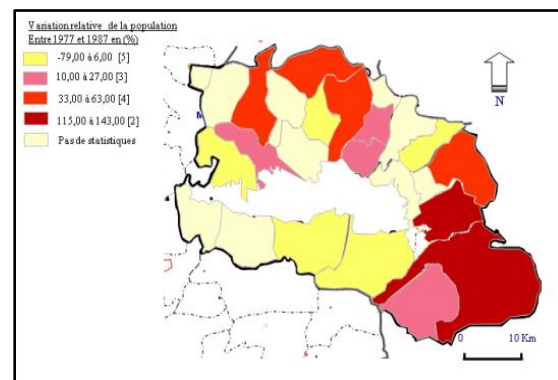 Variation relative de la population
Entre 1977 et 1987 en (%)
-79,00 à 6,00 [5]
10,00 à 27,00 [3]
33,00 à 63,00 [4]
115,00 à 143,00 [2]
Pas de statistiques
N
M
0 10 Km